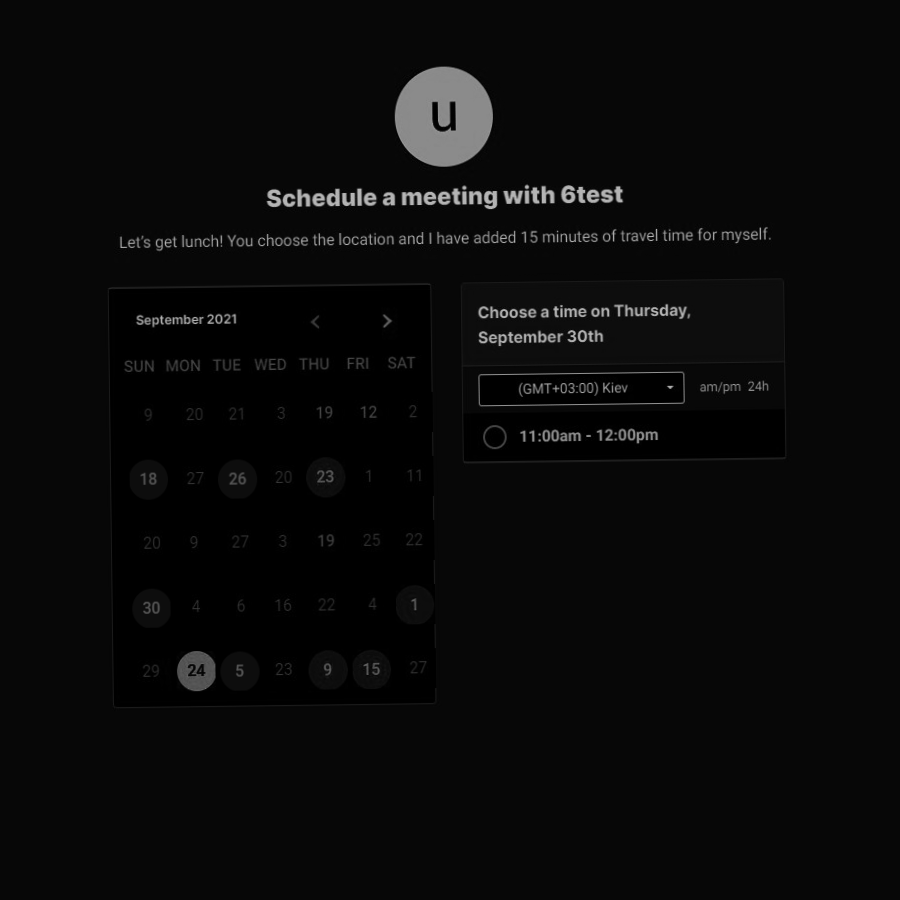 u
Schedule a meeting with 6test
Let's get lunch! You choose the location and I have added 15 minutes of travel time for myself.
September 2021
SUN MON TUE WED THU FRI SAT
9 20 21 3 19 12 2
18 27 26 20 23 1 11
20 9 27 3 19 25 22
30 4 6 16 22 4 1
29 24 5 23 9 15 27
Choose a time on Thursday,
September 30th
(GMT+03:00) Kiev am/pm 24h
11:00am - 12:00pm